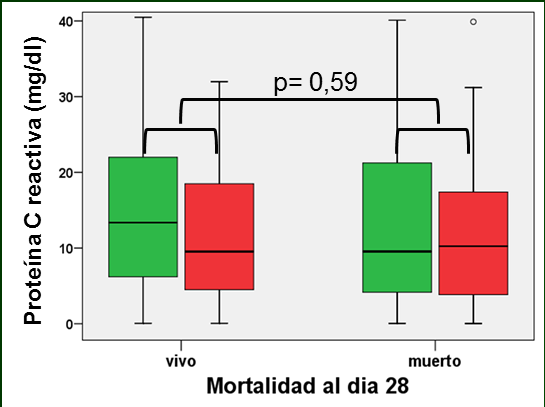 Proteína C reactiva (mg/dl)
40
30
20
10
0
p= 0,59
vivo
muerto
Mortalidad al dia 28